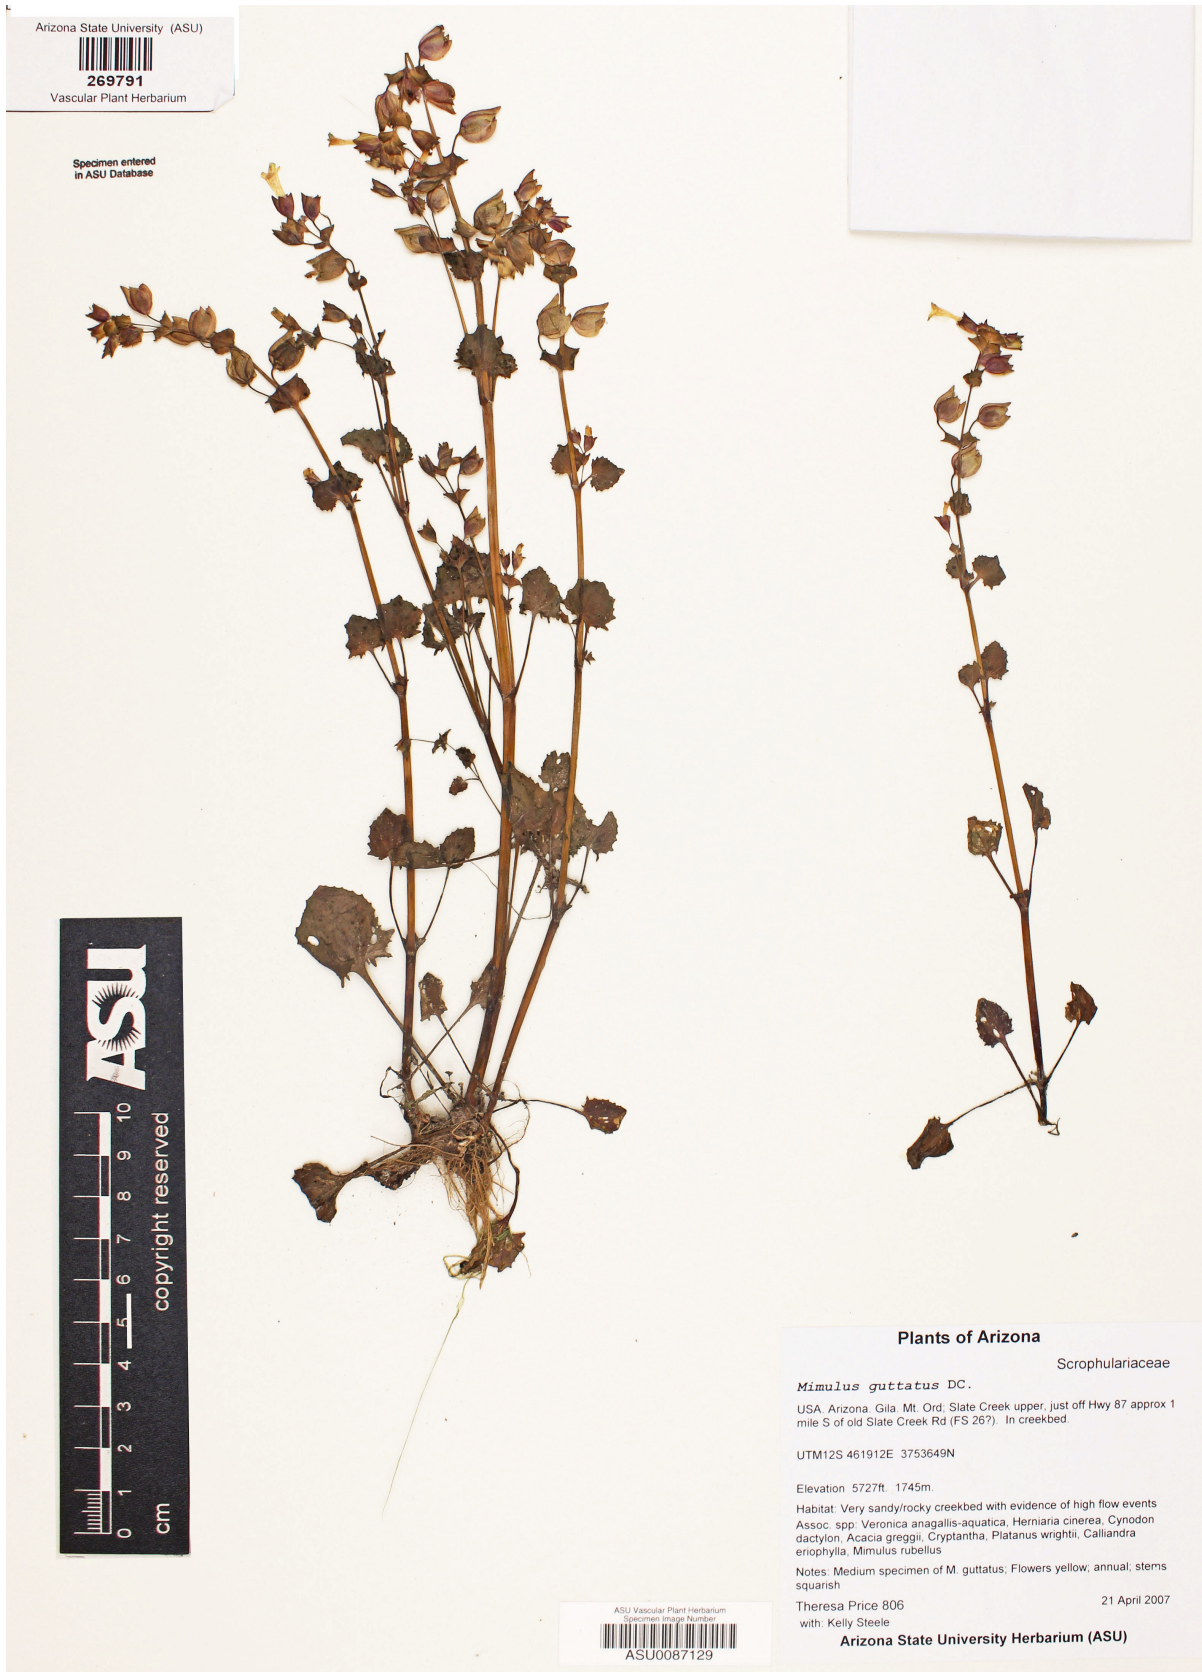 Arizona State University (ASU)
269791
Vascular Plant Herbarium
Specimen entered
in ASU Database
ASU
copyright reserved
10
9
8
7
6
5
4
3
2
1
0
cm
Plants of Arizona
Scrophulariaceae
Mimulus guttatus DC.
USA. Arizona. Gila. Mt. Ord; Slate Creek upper, just off Hwy 87 approx 1
mile S of old Slate Creek Rd (FS 26?). In creekbed.
UTM12S 461912E 3753649N
Elevation 5727ft. 1745m.
Habitat: Very sandy/rocky creekbed with evidence of high flow events
Assoc. spp: Veronica anagallis-aquatica, Herniaria cinerea, Cynodon
dactylon, Acacia greggii, Cryptantha, Platanus wrightii, Calliandra
eriophylla, Mimulus rubellus
Notes: Medium specimen of M. guttatus; Flowers yellow; annual; stems
squarish
Theresa Price 806 21 April 2007
with: Kelly Steele
Arizona State University Herbarium (ASU)
ASU Vascular Plant Herbarium
Specimen Image Number
ASU0087129